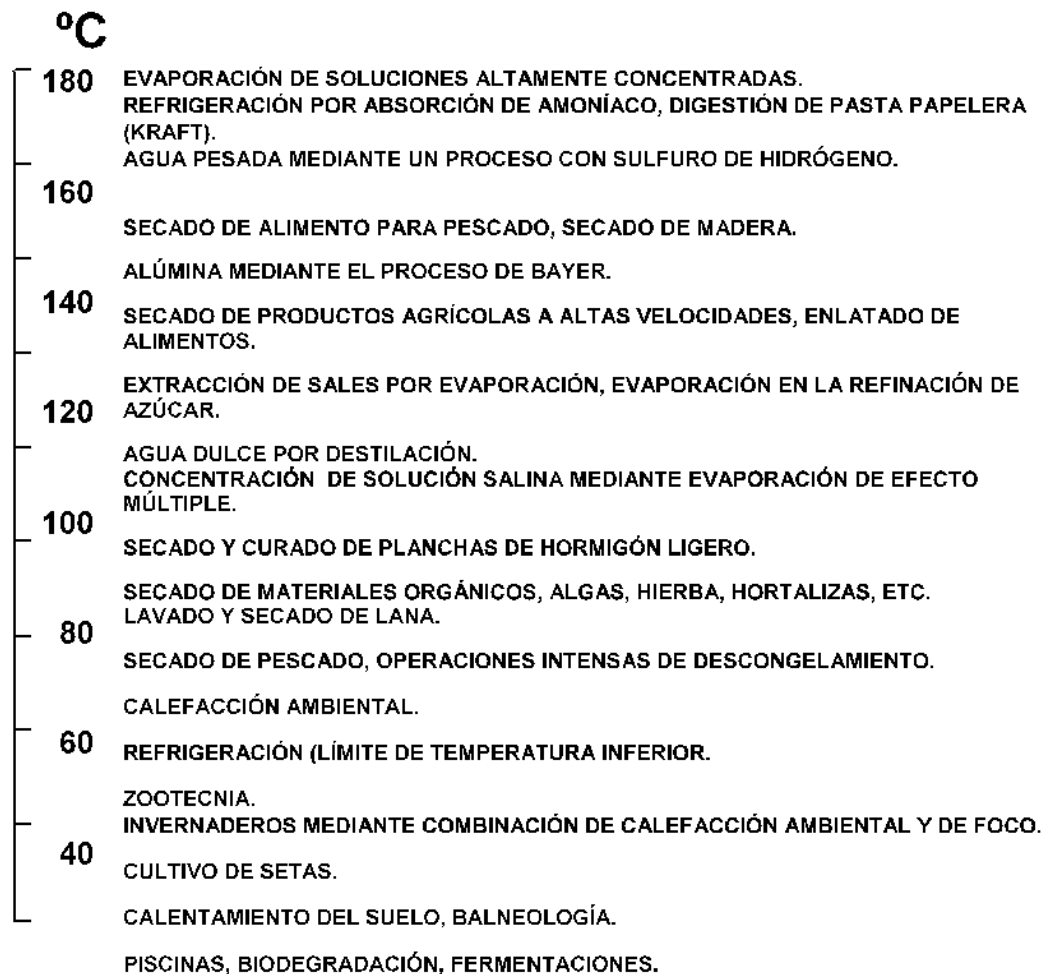 ºC
180 EVAPORACIÓN DE SOLUCIONES ALTAMENTE CONCENTRADAS.
REFRIGERACIÓN POR ABSORCIÓN DE AMONÍACO, DIGESTIÓN DE PASTA PAPELERA
(KRAFT).
AGUA PESADA MEDIANTE UN PROCESO CON SULFURO DE HIDRÓGENO.
160
SECADO DE ALIMENTO PARA PESCADO, SECADO DE MADERA.
ALÚMINA MEDIANTE EL PROCESO DE BAYER.
140
SECADO DE PRODUCTOS AGRÍCOLAS A ALTAS VELOCIDADES, ENLATADO DE
ALIMENTOS.
EXTRACCIÓN DE SALES POR EVAPORACIÓN, EVAPORACIÓN EN LA REFINACIÓN DE
120 AZÚCAR.
AGUA DULCE POR DESTILACIÓN.
CONCENTRACIÓN DE SOLUCIÓN SALINA MEDIANTE EVAPORACIÓN DE EFECTO
MÚLTIPLE.
100
SECADO Y CURADO DE PLANCHAS DE HORMIGÓN LIGERO.
SECADO DE MATERIALES ORGÁNICOS, ALGAS, HIERBA, HORTALIZAS, ETC.
LAVADO Y SECADO DE LANA.
80
SECADO DE PESCADO, OPERACIONES INTENSAS DE DESCONGELAMIENTO.
CALEFACCIÓN AMBIENTAL.
60
REFRIGERACIÓN (LÍMITE DE TEMPERATURA INFERIOR.
ZOOTECNIA.
INVERNADEROS MEDIANTE COMBINACIÓN DE CALEFACCIÓN AMBIENTAL Y DE FOCO.
40
CULTIVO DE SETAS.
CALENTAMIENTO DEL SUELO, BALNEOLOGÍA.
PISCINAS, BIODEGRADACIÓN, FERMENTACIONES.